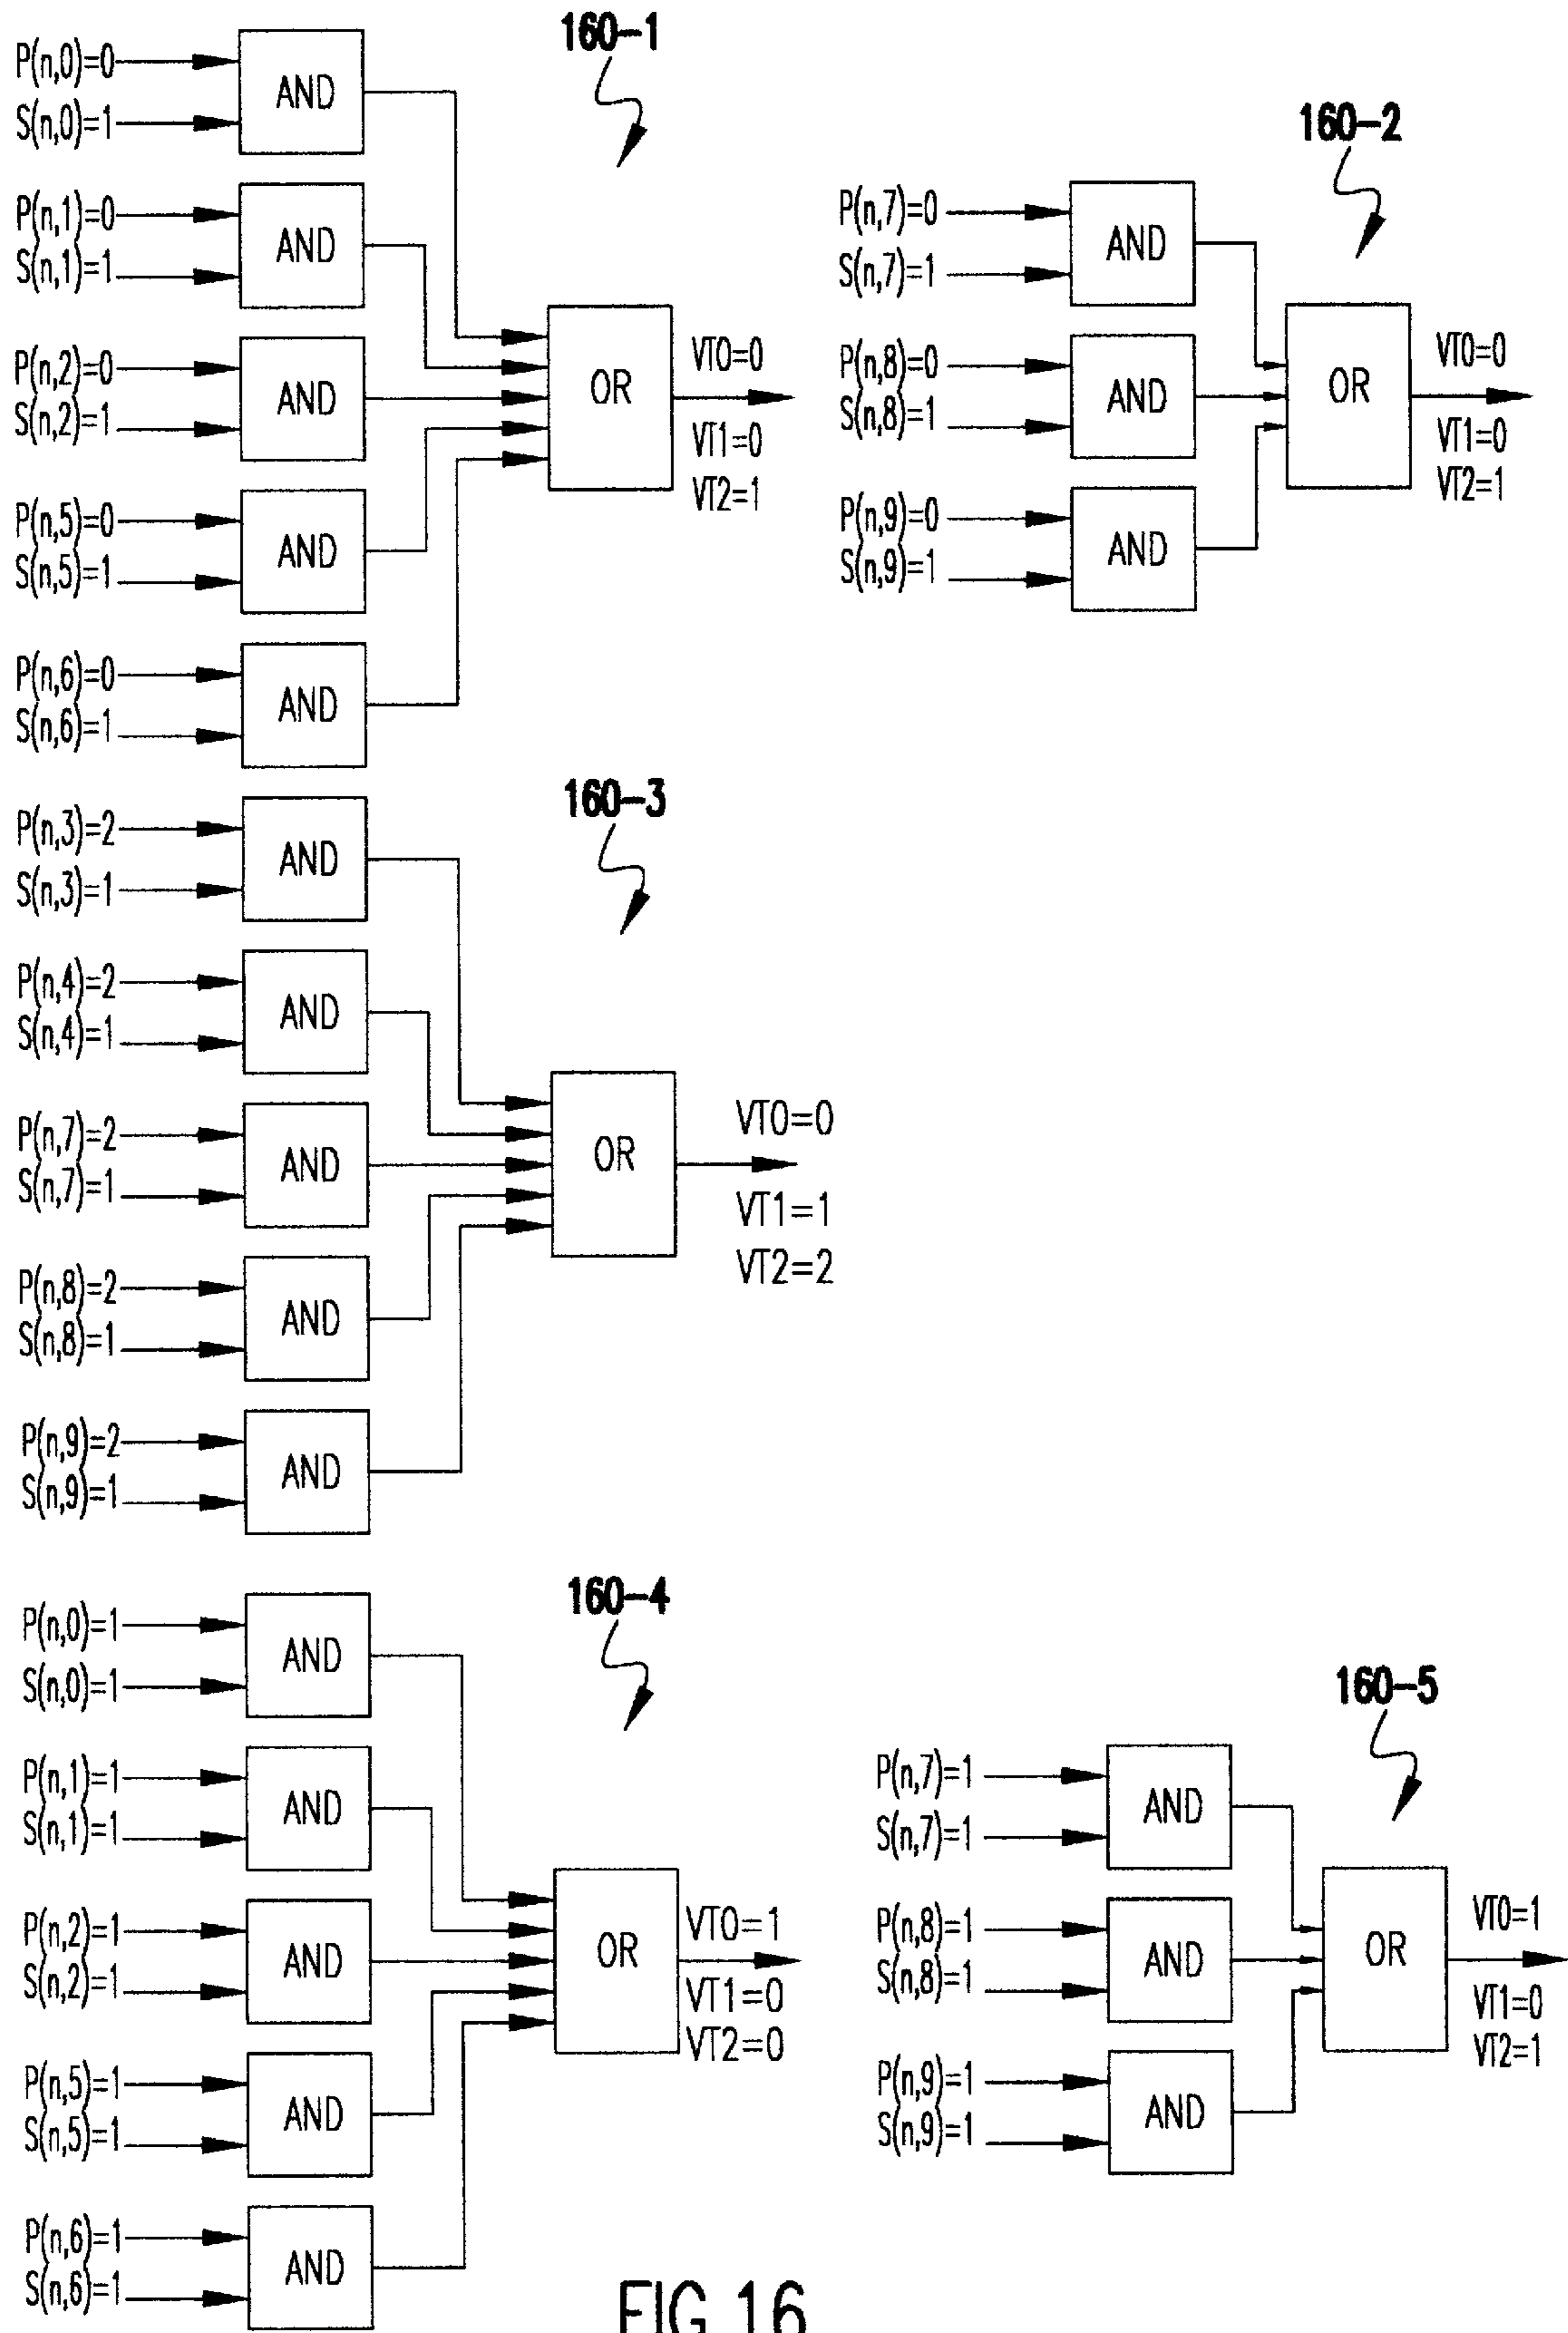 160-1
P(n,0)=0
S(n,0)=1
AND
P(n,1)=0
S(n,1)=1
AND
P(n,2)=0
S(n,2)=1
AND
P(n,5)=0
S(n,5)=1
AND
P(n,6)=0
S(n,6)=1
AND
OR
VT0=0
VT1=0
VT2=1
160-2
P(n,7)=0
S(n,7)=1
AND
P(n,8)=0
S(n,8)=1
AND
P(n,9)=0
S(n,9)=1
AND
OR
VT0=0
VT1=0
VT2=1
160-3
P(n,3)=2
S(n,3)=1
AND
P(n,4)=2
S(n,4)=1
AND
P(n,7)=2
S(n,7)=1
AND
P(n,8)=2
S(n,8)=1
AND
P(n,9)=2
S(n,9)=1
AND
OR
VT0=0
VT1=1
VT2=2
160-4
P(n,0)=1
S(n,0)=1
AND
P(n,1)=1
S(n,1)=1
AND
P(n,2)=1
S(n,2)=1
AND
P(n,5)=1
S(n,5)=1
AND
P(n,6)=1
S(n,6)=1
AND
OR
VT0=1
VT1=0
VT2=0
160-5
P(n,7)=1
S(n,7)=1
AND
P(n,8)=1
S(n,8)=1
AND
P(n,9)=1
S(n,9)=1
AND
OR
VT0=1
VT1=0
VT2=1
FIG.16